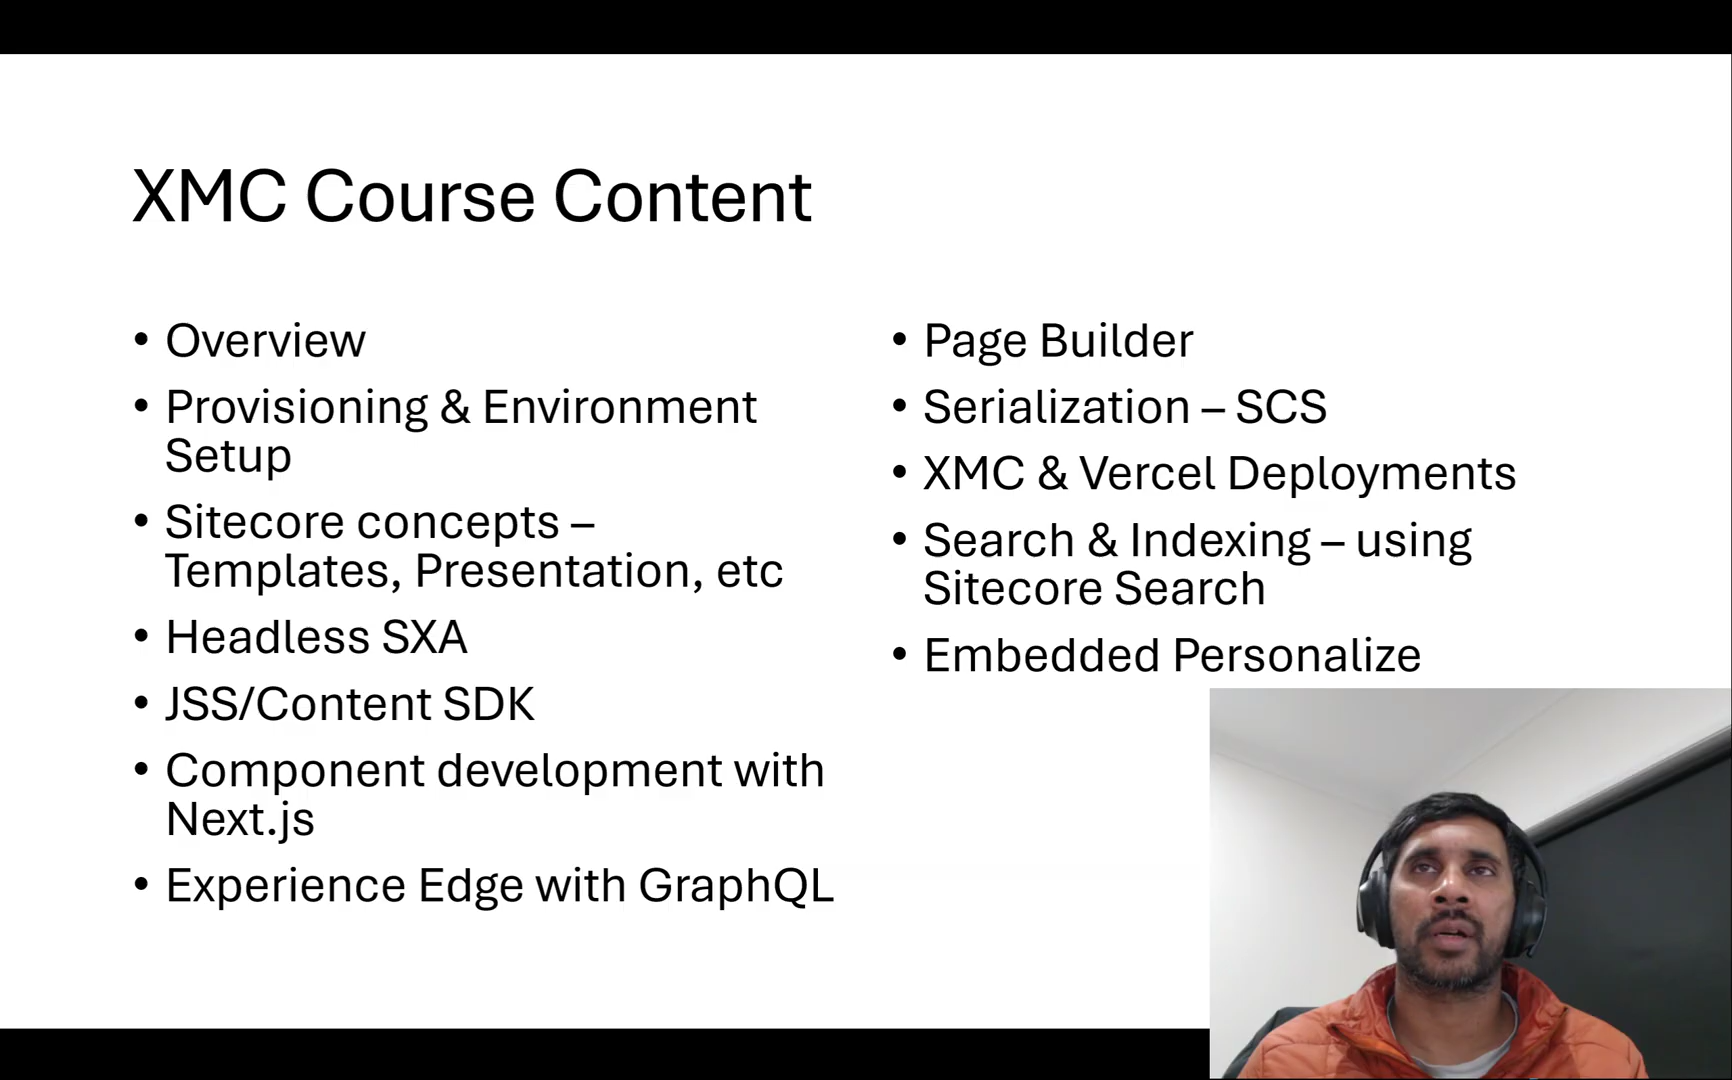 XMC Course Content
• Overview
• Provisioning & Environment
Setup
• Sitecore concepts –
Templates, Presentation, etc
• Headless SXA
• JSS/Content SDK
• Component development with
Next.js
• Experience Edge with GraphQL
• Page Builder
• Serialization – SCS
• XMC & Vercel Deployments
• Search & Indexing – using
Sitecore Search
• Embedded Personalize